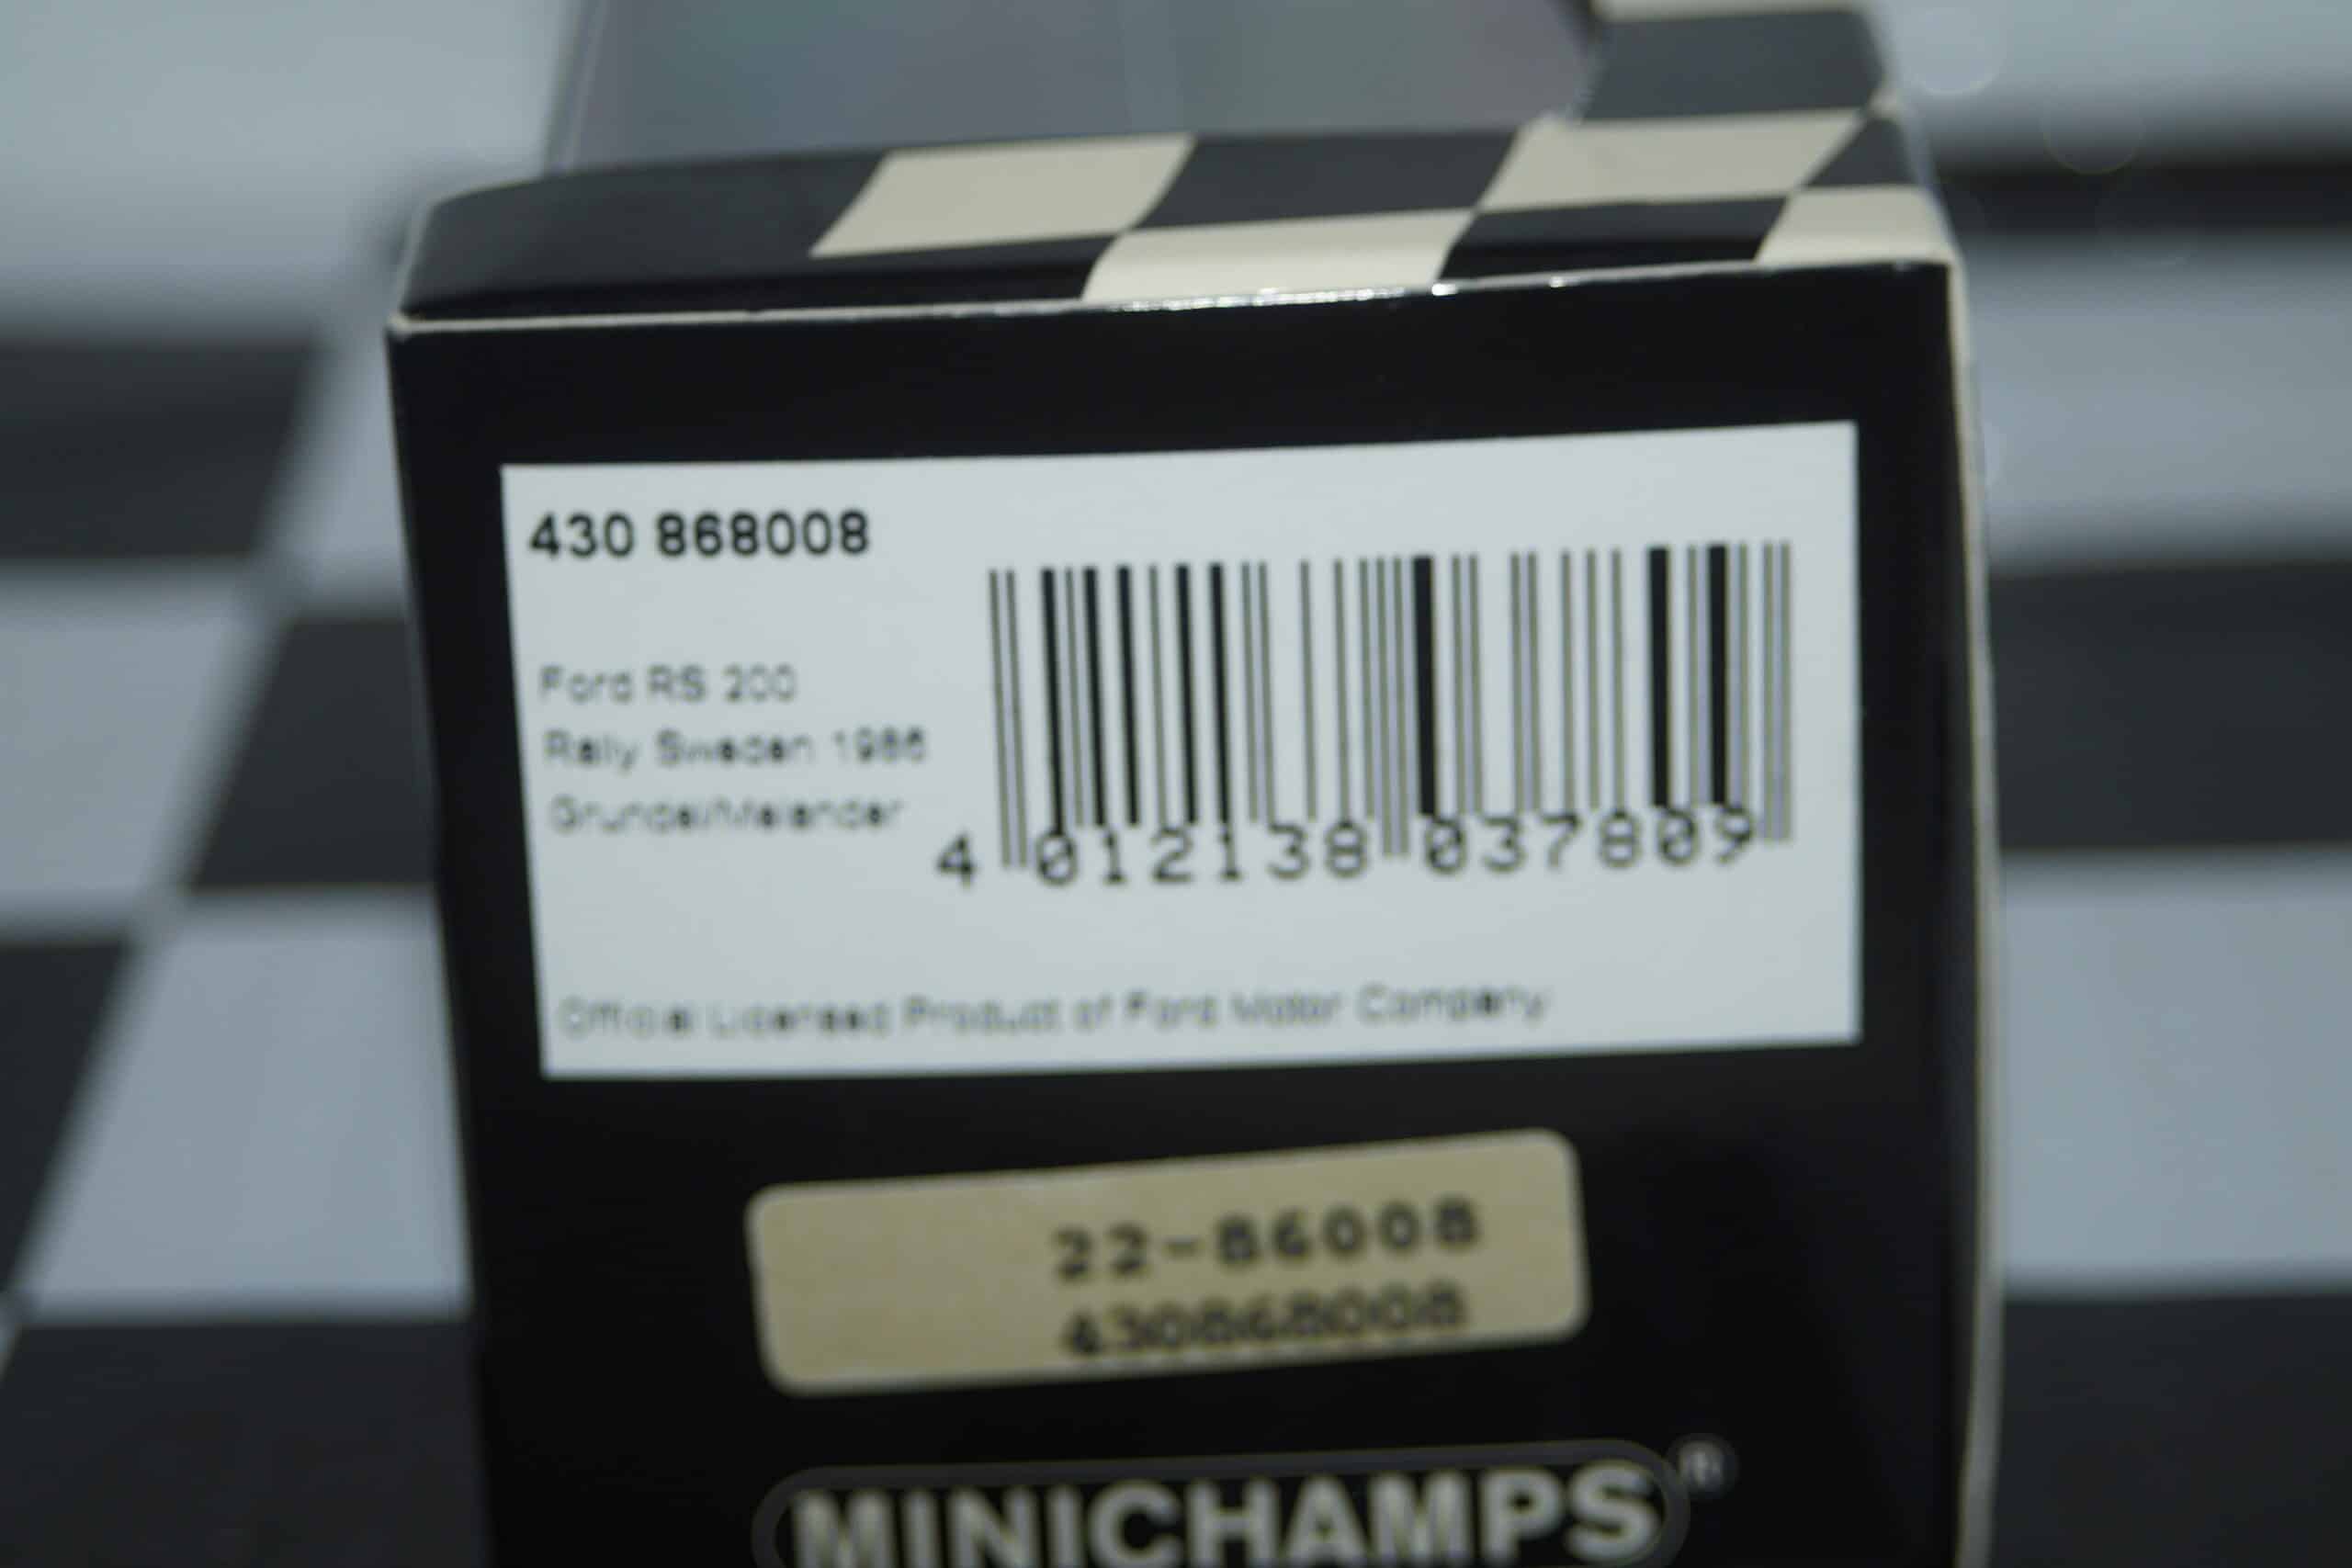 430 868008
Ford RS 200
Rally Sweden 1986
Grundel/Melander
4 012138 037809
Official Licensed Product of Ford Motor Company
22-86008
430868008
MINICHAMPS®